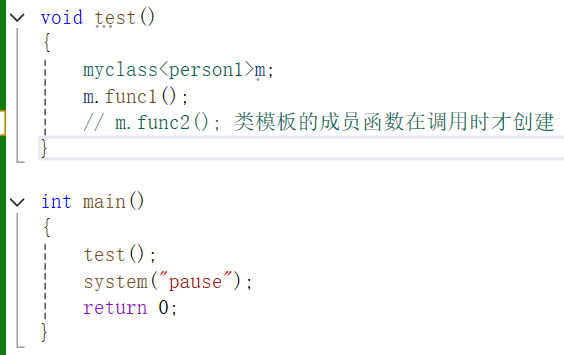 void test()
{
    myclass<person1>m;
    m.func1();
    // m.func2(); 类模板的成员函数在调用时才创建
}
int main()
{
    test();
    system("pause");
    return 0;
}